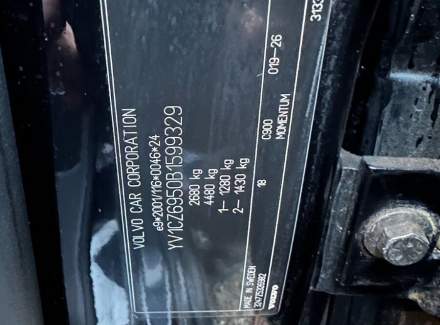 VOLVO CAR CORPORATION
e9*2001/116*0046*24
YV1CZ6950B1599329
2680 kg
4480 kg
1– 1280 kg
2– 1430 kg
18
C900
MOMENTUM
019-26
MADE IN SWEDEN
VOLVO